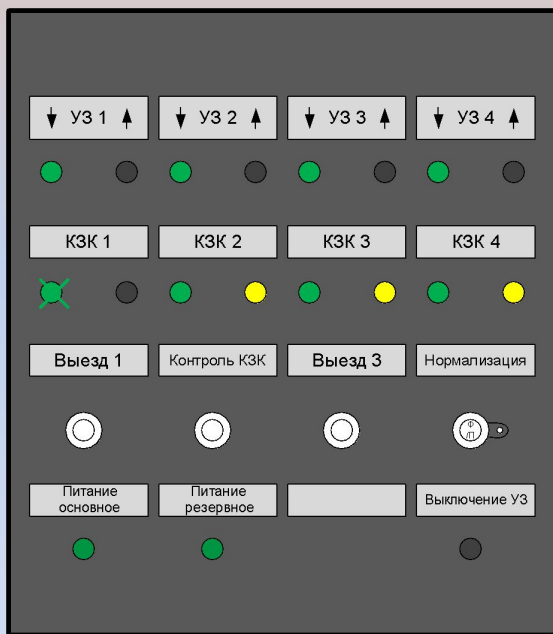 УЗ 1
УЗ 2
УЗ 3
УЗ 4
КЗК 1
КЗК 2
КЗК 3
КЗК 4
Выезд 1
Контроль КЗК
Выезд 3
Нормализация
Питание
основное
Питание
резервное
Выключение УЗ